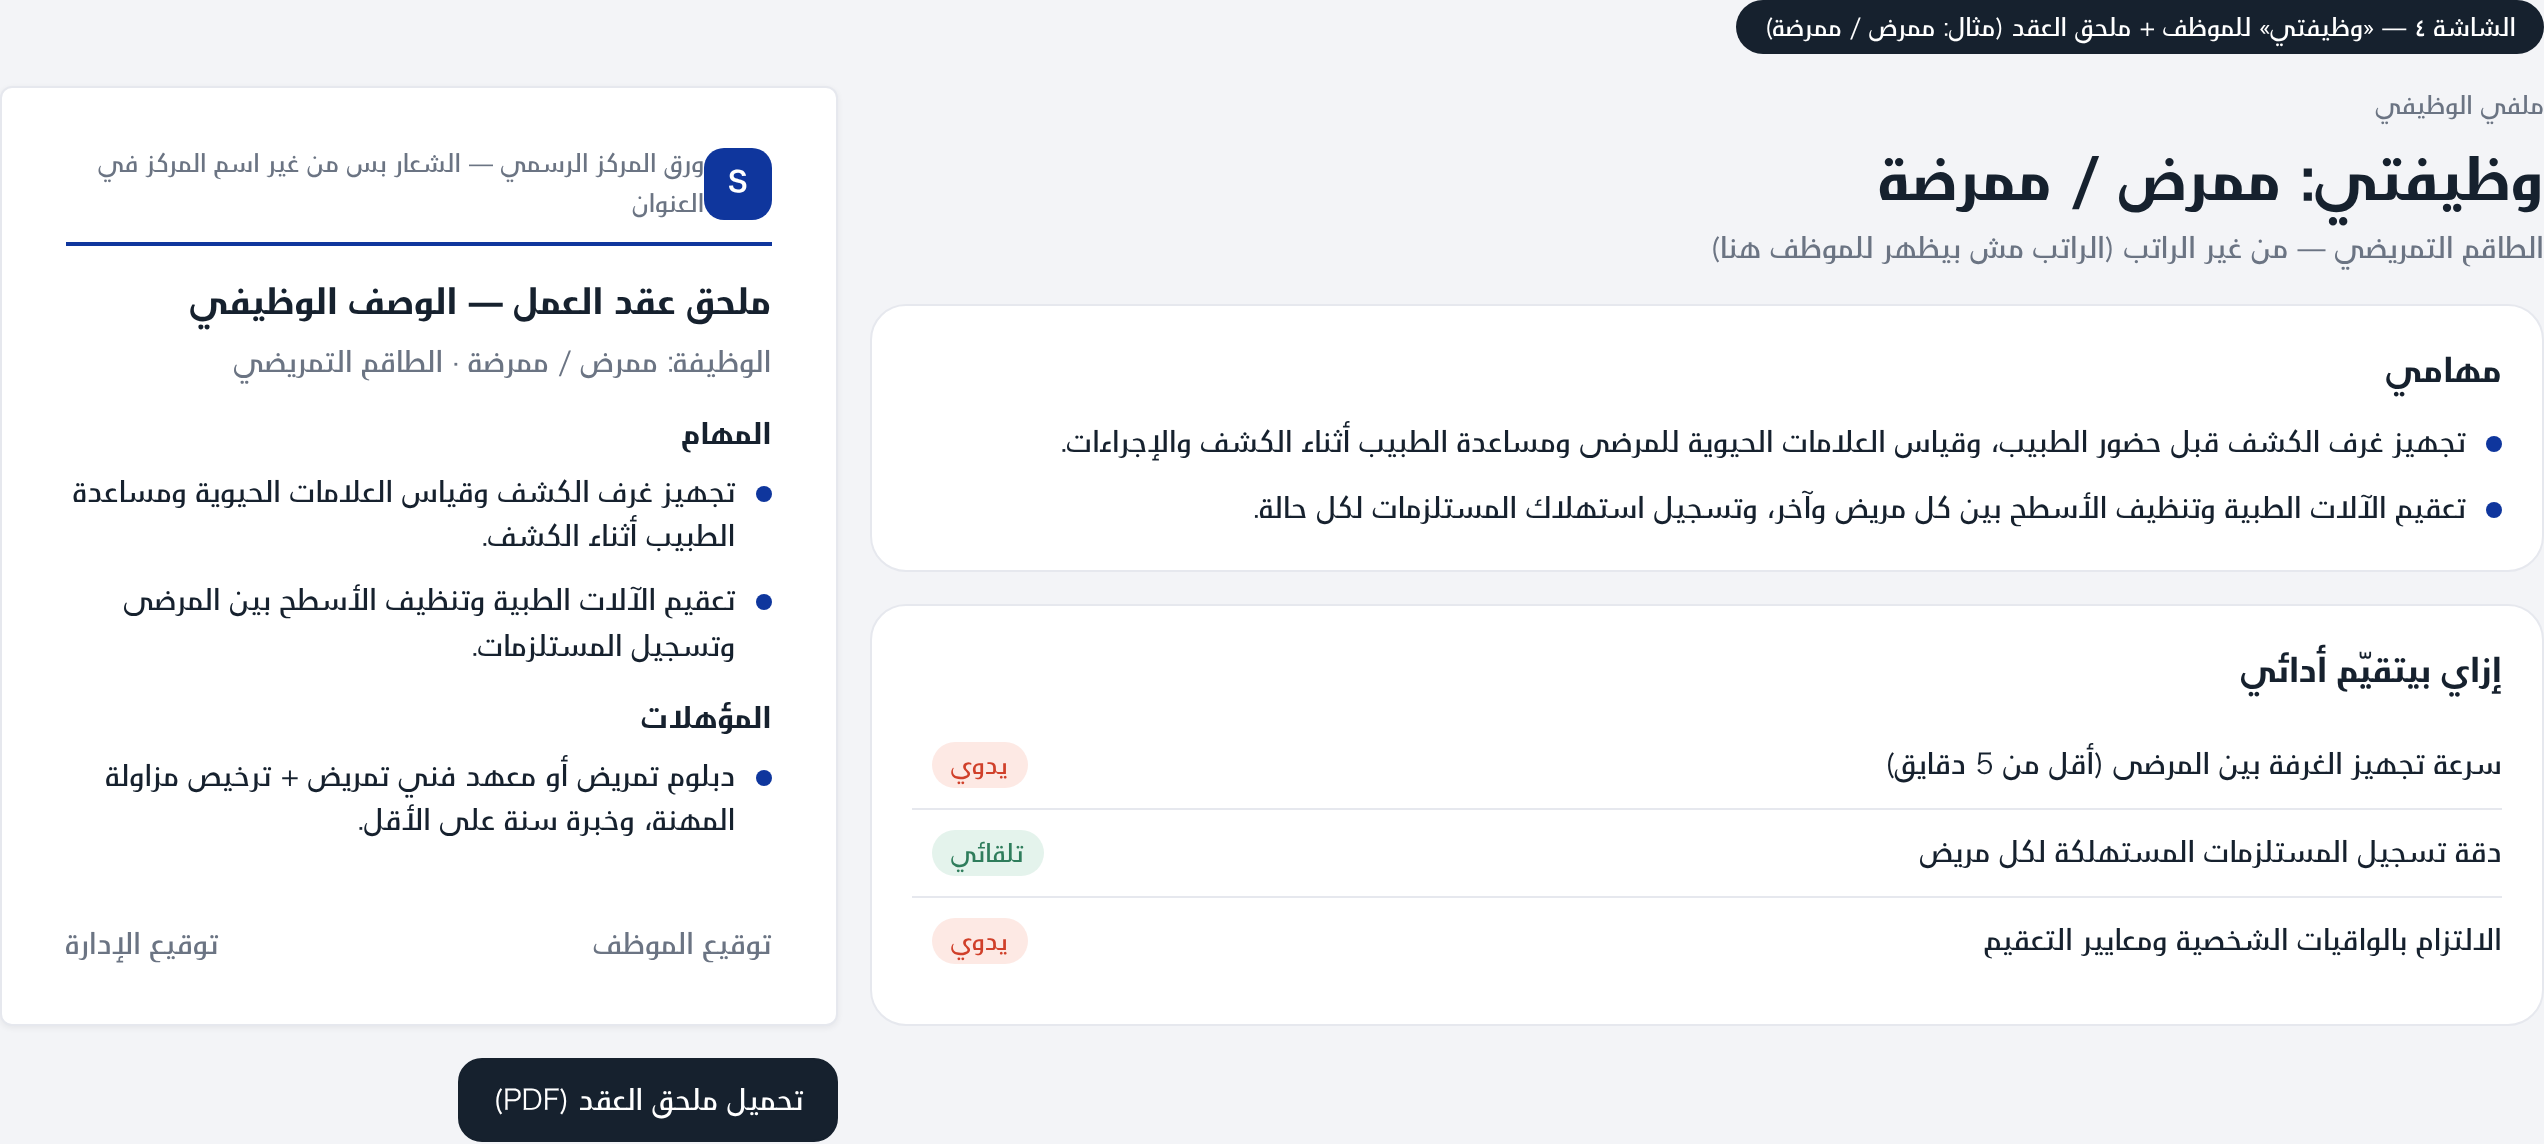 الشاشة ٤ — «وظيفتي» للموظف + ملحق العقد (مثال: ممرض / ممرضة)
ملفي الوظيفي
وظيفتي: ممرض / ممرضة
الطاقم التمريضي — من غير الراتب (الراتب مش بيظهر للموظف هنا)
مهامي
تجهيز غرف الكشف قبل حضور الطبيب، وقياس العلامات الحيوية للمرضى ومساعدة الطبيب أثناء الكشف والإجراءات.
تعقيم الآلات الطبية وتنظيف الأسطح بين كل مريض وآخر، وتسجيل استهلاك المستلزمات لكل حالة.
إزاي بيتقيّم أدائي
سرعة تجهيز الغرفة بين المرضى (أقل من 5 دقايق)
يدوي
دقة تسجيل المستلزمات المستهلكة لكل مريض
تلقائي
الالتزام بالواقيات الشخصية ومعايير التعقيم
يدوي
S
ورق المركز الرسمي — الشعار بس من غير اسم المركز في
العنوان
ملحق عقد العمل — الوصف الوظيفي
الوظيفة: ممرض / ممرضة · الطاقم التمريضي
المهام
تجهيز غرف الكشف وقياس العلامات الحيوية ومساعدة
الطبيب أثناء الكشف.
تعقيم الآلات الطبية وتنظيف الأسطح بين المرضى
وتسجيل المستلزمات.
المؤهلات
دبلوم تمريض أو معهد فني تمريض + ترخيص مزاولة
المهنة، وخبرة سنة على الأقل.
توقيع الموظف
توقيع الإدارة
تحميل ملحق العقد (PDF)